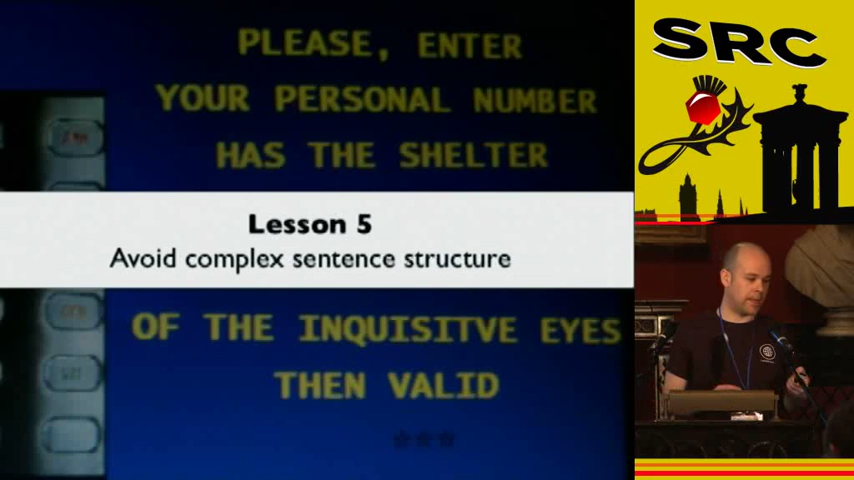 PLEASE, ENTER
YOUR PERSONAL NUMBER
HAS THE SHELTER
Lesson 5
Avoid complex sentence structure
OF THE INQUISITVE EYES
THEN VALID
***
SRC